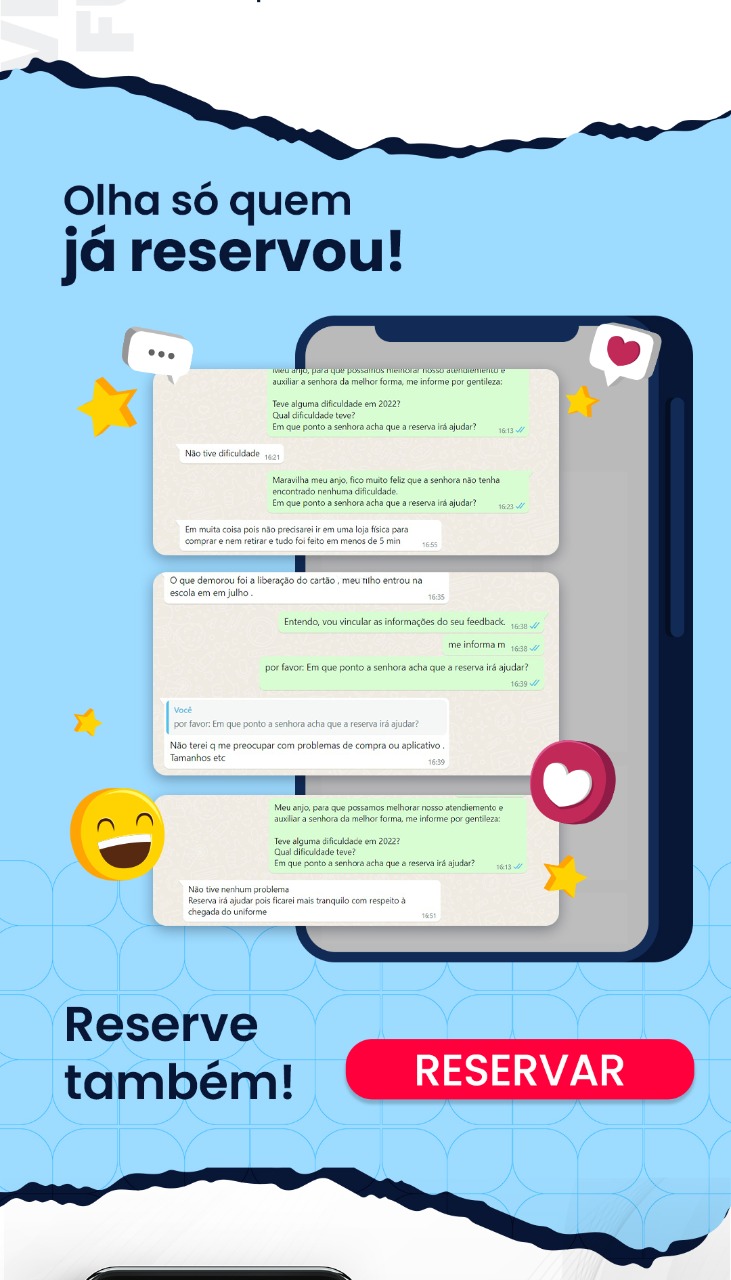 Olha só quem
já reservou!
Meu anjo, para que possamos melhorar nosso atendiemento e
auxiliar a senhora da melhor forma, me informe por gentileza:
Teve alguma dificuldade em 2022?
Qual dificuldade teve?
Em que ponto a senhora acha que a reserva irá ajudar?
16:13
Não tive dificuldade 16:21
Maravilha meu anjo, fico muito feliz que a senhora não tenha
encontrado nenhuma dificuldade.
Em que ponto a senhora acha que a reserva irá ajudar?
16:23
Em muita coisa pois não precisarei ir em uma loja física para
comprar e nem retirar e tudo foi feito em menos de 5 min
16:55
O que demorou foi a liberação do cartão , meu filho entrou na
escola em em julho .
16:35
Entendo, vou vincular as informações do seu feedback. 16:38
me informa m 16:38
por favor: Em que ponto a senhora acha que a reserva irá ajudar?
16:39
Você
por favor: Em que ponto a senhora acha que a reserva irá ajudar?
Não terei q me preocupar com problemas de compra ou aplicativo .
Tamanhos etc
16:39
Meu anjo, para que possamos melhorar nosso atendiemento e
auxiliar a senhora da melhor forma, me informe por gentileza:
Teve alguma dificuldade em 2022?
Qual dificuldade teve?
Em que ponto a senhora acha que a reserva irá ajudar?
16:13
Não tive nenhum problema
Reserva irá ajudar pois ficarei mais tranquilo com respeito à
chegada do uniforme
16:51
Reserve
também!
RESERVAR